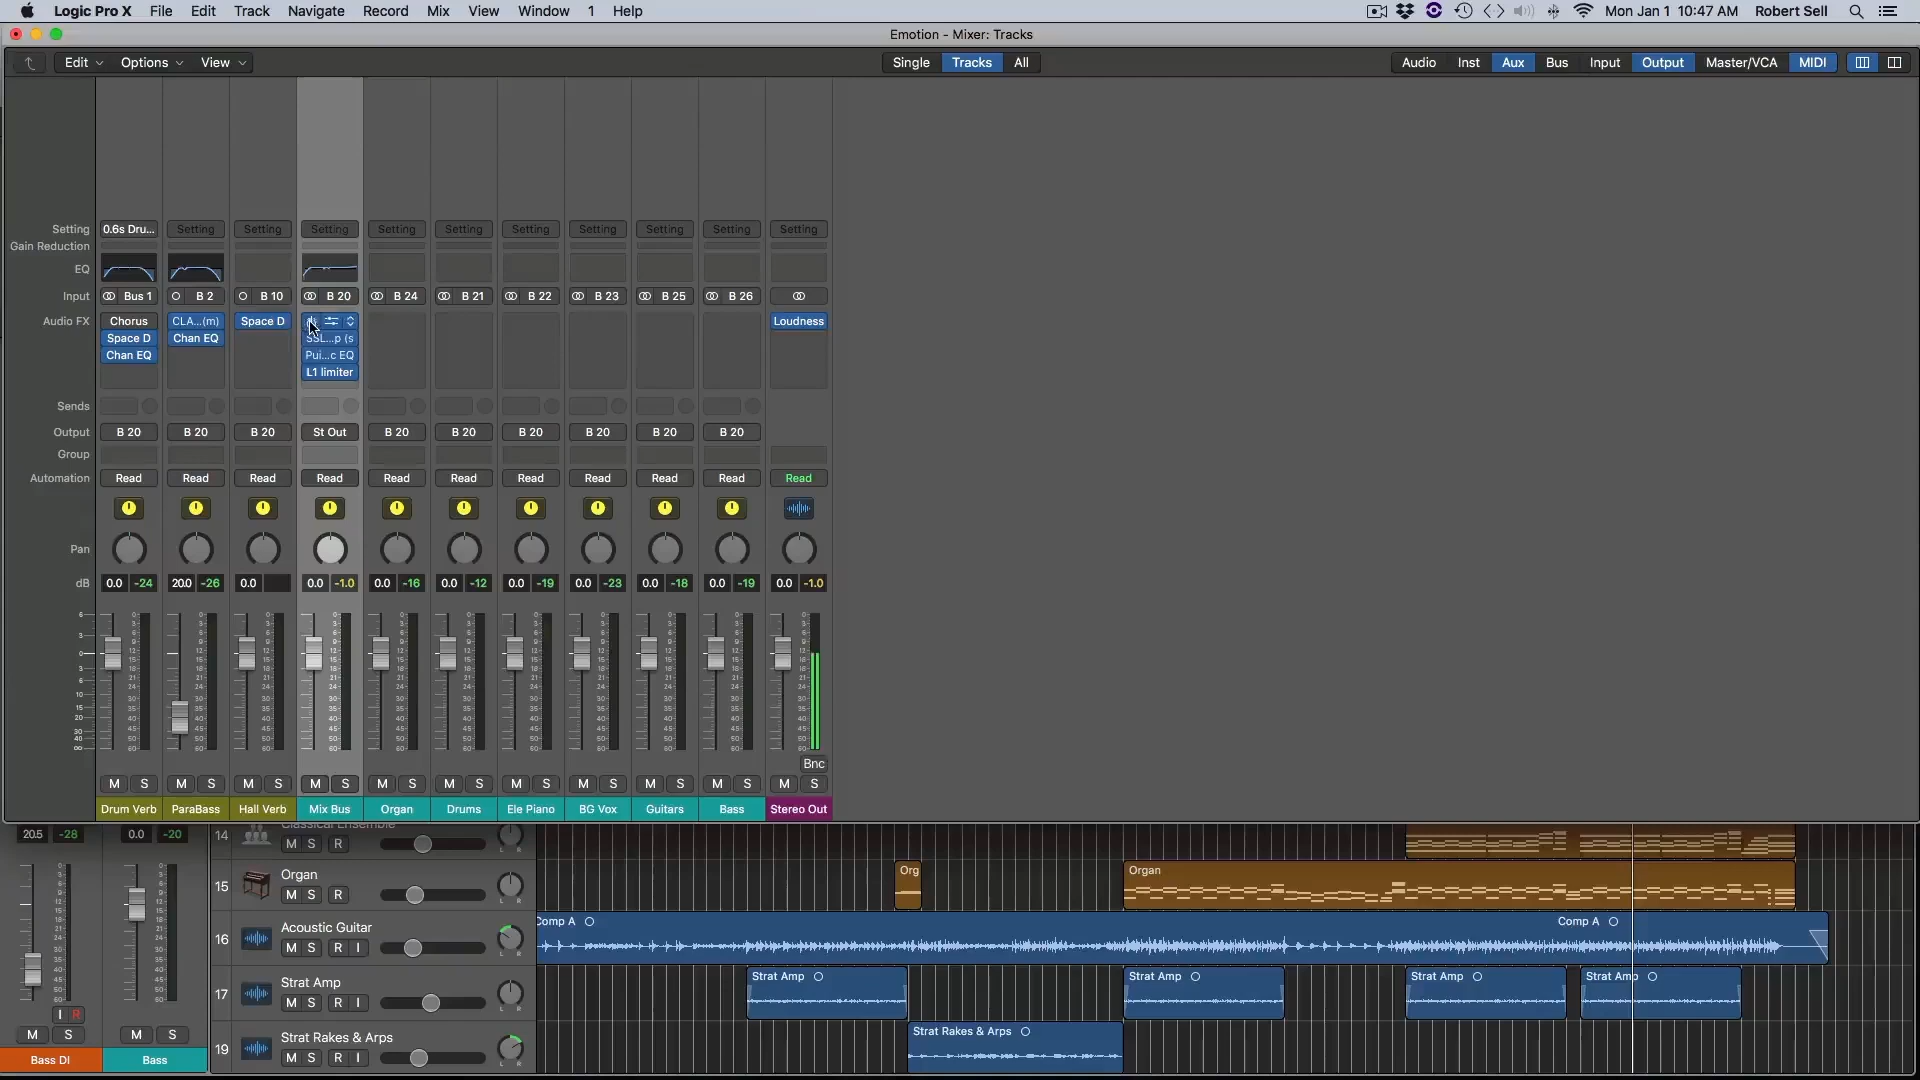 Logic Pro X File Edit Track Navigate Record Mix View Window 1 Help Mon Jan 1 10:47 AM Robert Sell
Emotion - Mixer: Tracks
Edit Options View Single Tracks All Audio Inst Aux Bus Input Output Master/VCA MIDI
Setting 0.6s Dru... Setting Setting Setting Setting Setting Setting Setting Setting Setting Setting
Gain Reduction
EQ
Input Bus 1 B 2 B 10 B 20 B 24 B 21 B 22 B 23 B 25 B 26
Audio FX Chorus CLA...(m) Space D Loudness
Space D Chan EQ SSL...p (s
Chan EQ Pui...c EQ
L1 limiter
Sends
Output B 20 B 20 B 20 St Out B 20 B 20 B 20 B 20 B 20 B 20
Group
Automation Read Read Read Read Read Read Read Read Read Read Read
Pan
dB 0.0 -24 20.0 -26 0.0 0.0 -1.0 0.0 -16 0.0 -12 0.0 -19 0.0 -23 0.0 -18 0.0 -19 0.0 -1.0
Bnc
M S M S M S M S M S M S M S M S M S M S M S
Drum Verb ParaBass Hall Verb Mix Bus Organ Drums Ele Piano BG Vox Guitars Bass Stereo Out
20.5 -28 0.0 -20 14 Classical Ensemble
M S R
15 Organ Org Organ
M S R
16 Acoustic Guitar Comp A Comp A
M S R I
17 Strat Amp Strat Amp Strat Amp Strat Amp Strat Amp
M S R I
I R
M S M S
19 Strat Rakes & Arps Strat Rakes & Arps
M S R I
Bass DI Bass